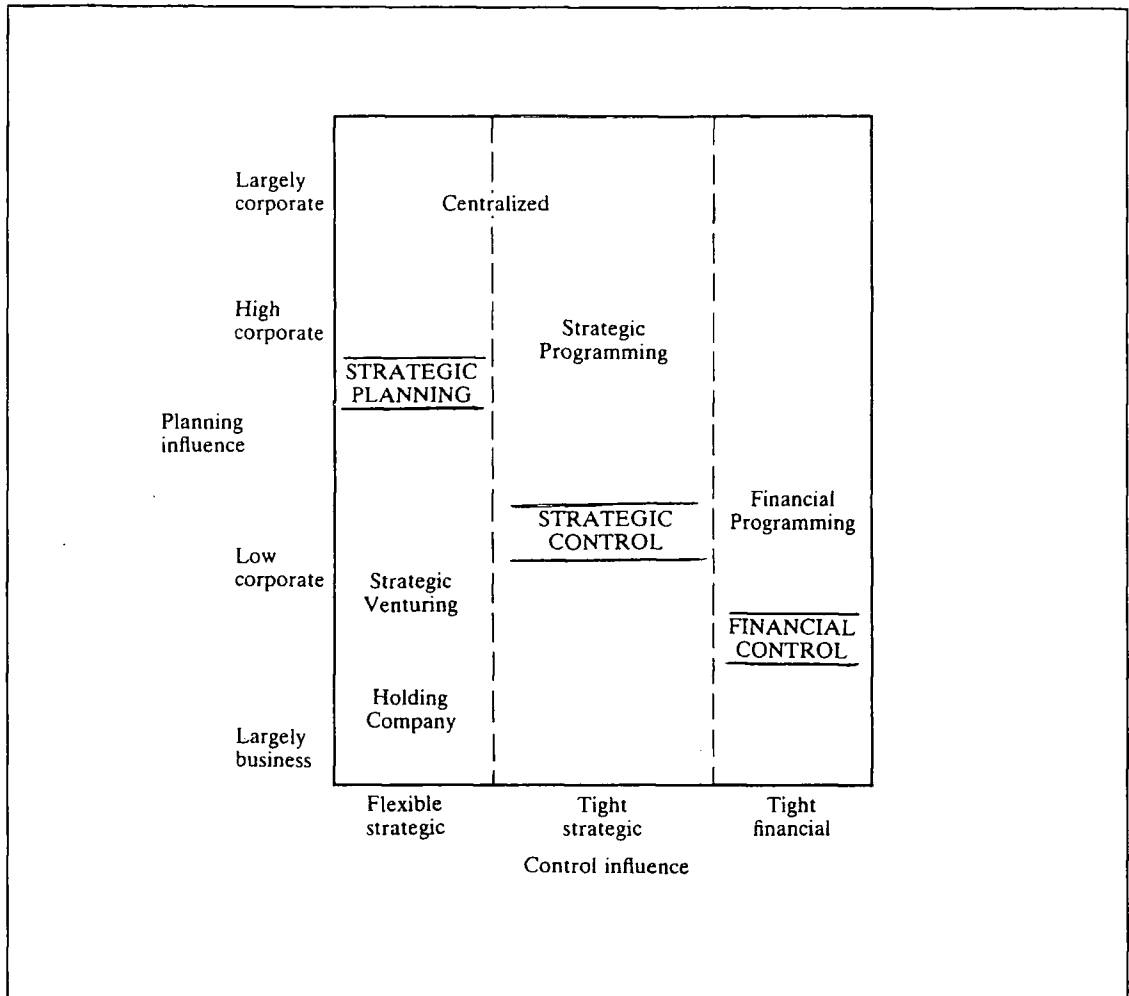 Largely
corporate
Centralized
High
corporate
Strategic
Programming
STRATEGIC
PLANNING
Planning
influence
Financial
Programming
STRATEGIC
CONTROL
Low
corporate
Strategic
Venturing
FINANCIAL
CONTROL
Holding
Company
Largely
business
Flexible
strategic
Tight
strategic
Tight
financial
Control influence